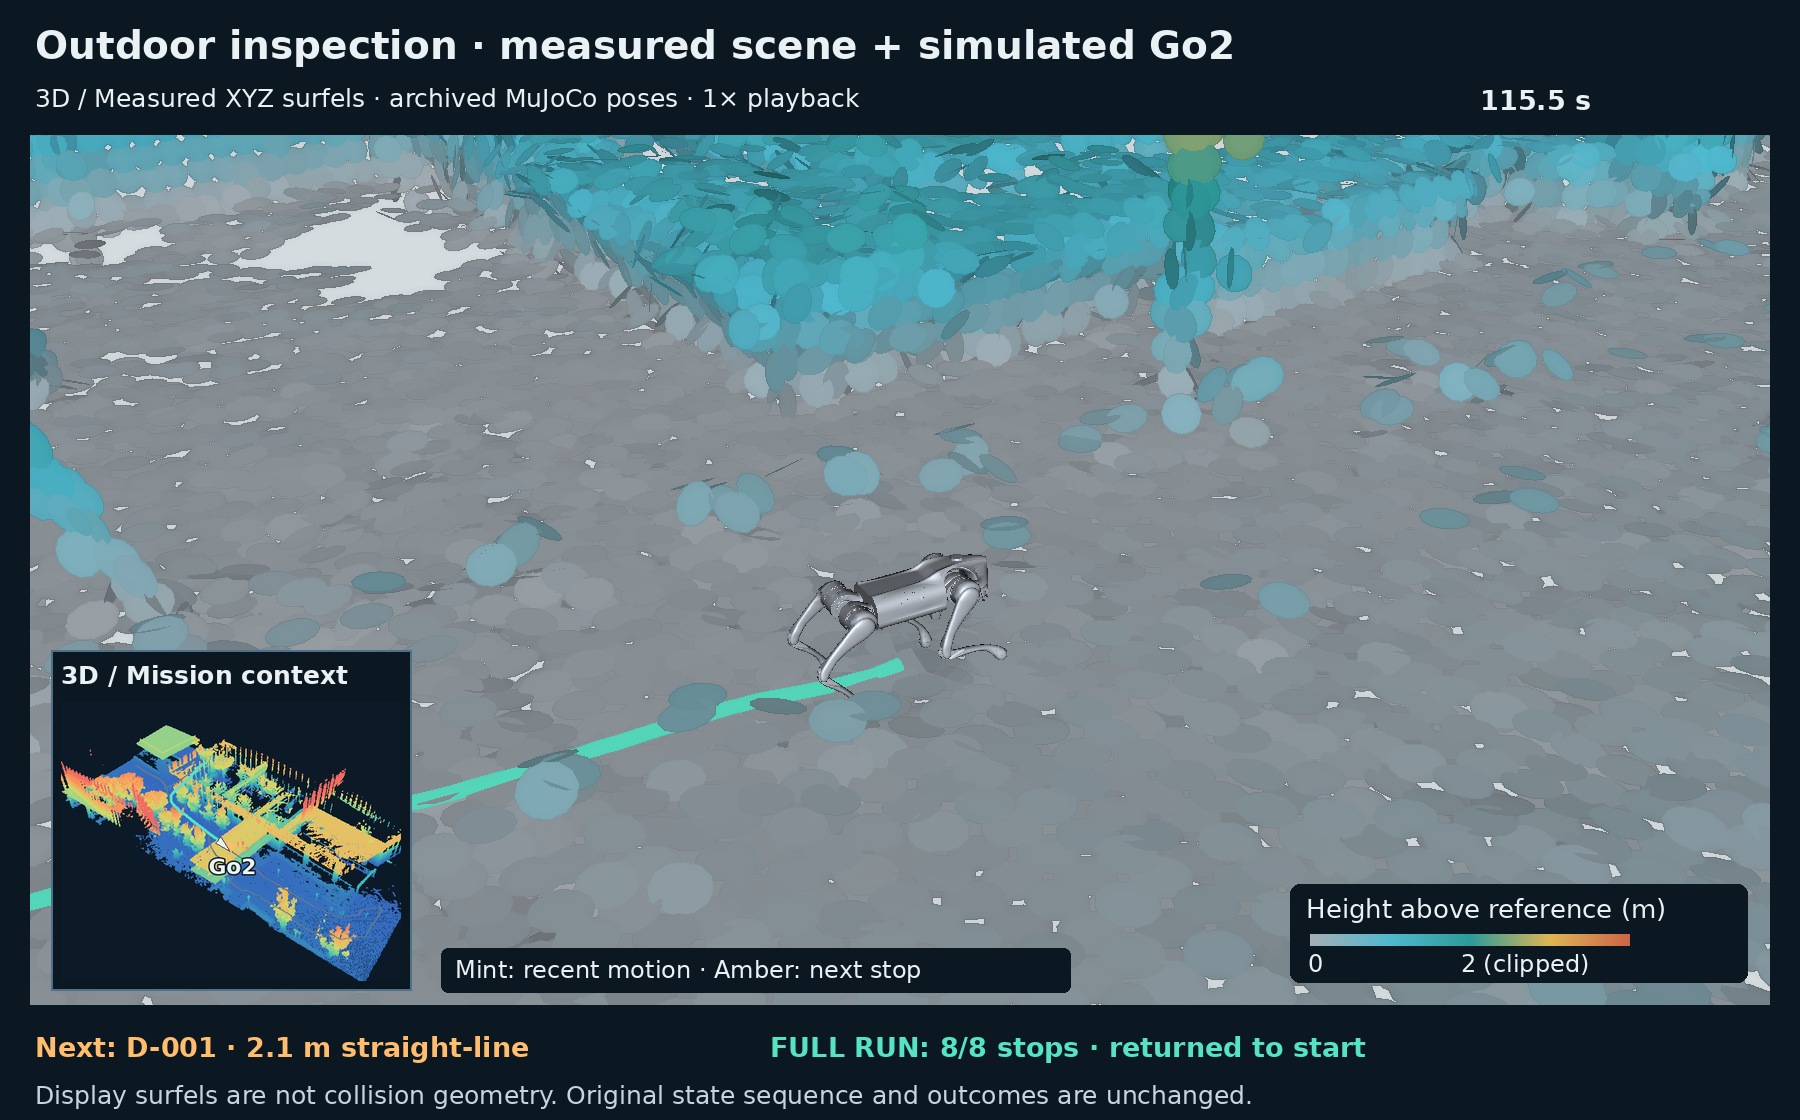 Outdoor inspection · measured scene + simulated Go2
3D / Measured XYZ surfels · archived MuJoCo poses · 1× playback
115.5 s
3D / Mission context
Go2
Height above reference (m)
0 2 (clipped)
Mint: recent motion · Amber: next stop
Next: D-001 · 2.1 m straight-line
FULL RUN: 8/8 stops · returned to start
Display surfels are not collision geometry. Original state sequence and outcomes are unchanged.